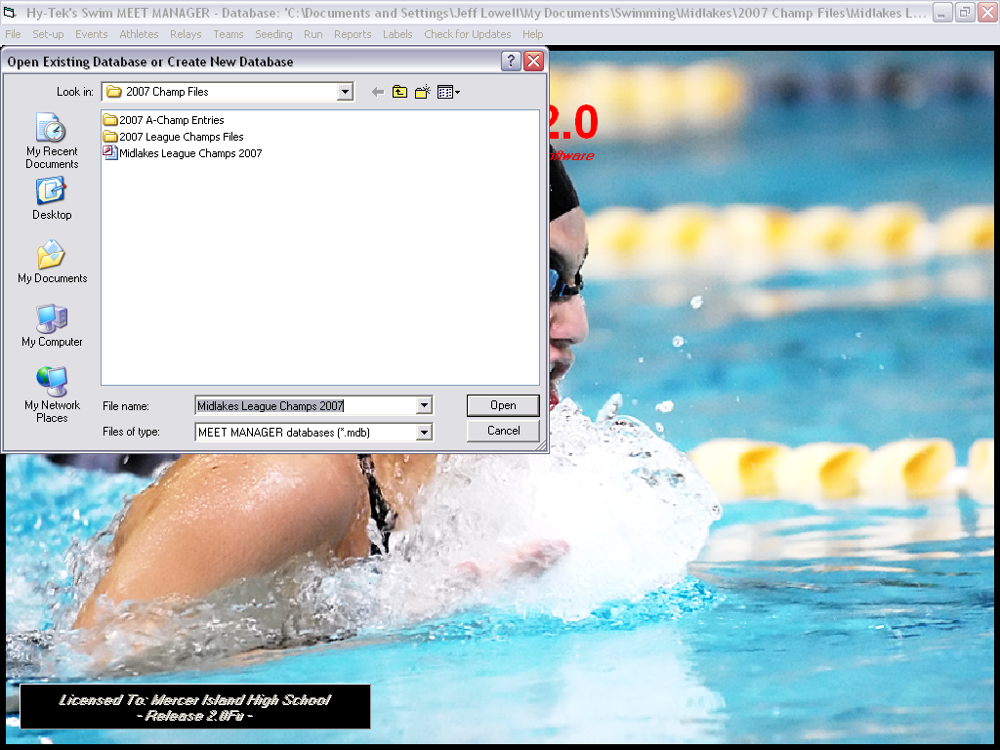 Hy-Tek's Swim MEET MANAGER - Database: 'C:\Documents and Settings\Jeff Lowell\My Documents\Swimming\Midlakes\2007 Champ Files\Midlakes L...
File Set-up Events Athletes Relays Teams Seeding Run Reports Labels Check for Updates Help
Open Existing Database or Create New Database
Look in: 2007 Champ Files
My Recent Documents
Desktop
My Documents
My Computer
My Network Places
2007 A-Champ Entries
2007 League Champs Files
Midlakes League Champs 2007
File name: Midlakes League Champs 2007 Open
Files of type: MEET MANAGER databases (*.mdb) Cancel
2.0
Licensed To: Mercer Island High School
- Release 2.0Fu -